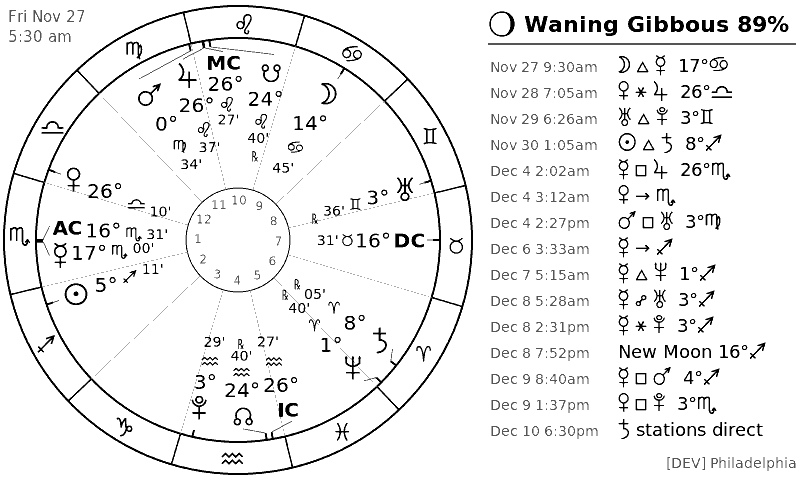 Fri Nov 27
5:30 am
☽ Waning Gibbous 89%
Nov 27 9:30am ☽ △ ☿ 17°♋
Nov 28 7:05am ♀ ⚹ ♃ 26°♎
Nov 29 6:26am ♅ △ ⯓ 3°♊
Nov 30 1:05am ☉ △ ♄ 8°♐
Dec 4 2:02am ☿ □ ♃ 26°♏
Dec 4 3:12am ♀ → ♏
Dec 4 2:27pm ♂ □ ♅ 3°♍
Dec 6 3:33am ☿ → ♐
Dec 7 5:15am ☿ △ ♆ 1°♐
Dec 8 5:28am ☿ ☍ ♅ 3°♐
Dec 8 2:31pm ☿ ⚹ ⯓ 3°♐
Dec 8 7:52pm New Moon 16°♐
Dec 9 8:40am ☿ □ ♂ 4°♐
Dec 9 1:37pm ♀ □ ⯓ 3°♏
Dec 10 6:30pm ♄ stations direct
[DEV] Philadelphia
♌
♋
♊
♉
♈
♓
♒
♑
♐
♏
♎
♍
MC 26° ♌ 27'
♃ 26° ♌ 37'
♂ 0° ♍ 34'
☋ 24° ♌ 40' ℞
☽ 14° ♋ 45'
♅ 3° ♊ 36' ℞
DC 16° ♉ 31'
♄ 8° ♈ 05' ℞
♆ 1° ♈ 40' ℞
IC 26° ♒ 27'
☊ 24° ♒ 40' ℞
⯓ 3° ♒ 29'
☉ 5° ♐ 11'
☿ 17° ♏ 00'
AC 16° ♏ 31'
♀ 26° ♎ 10'
1
2
3
4
5
6
7
8
9
10
11
12